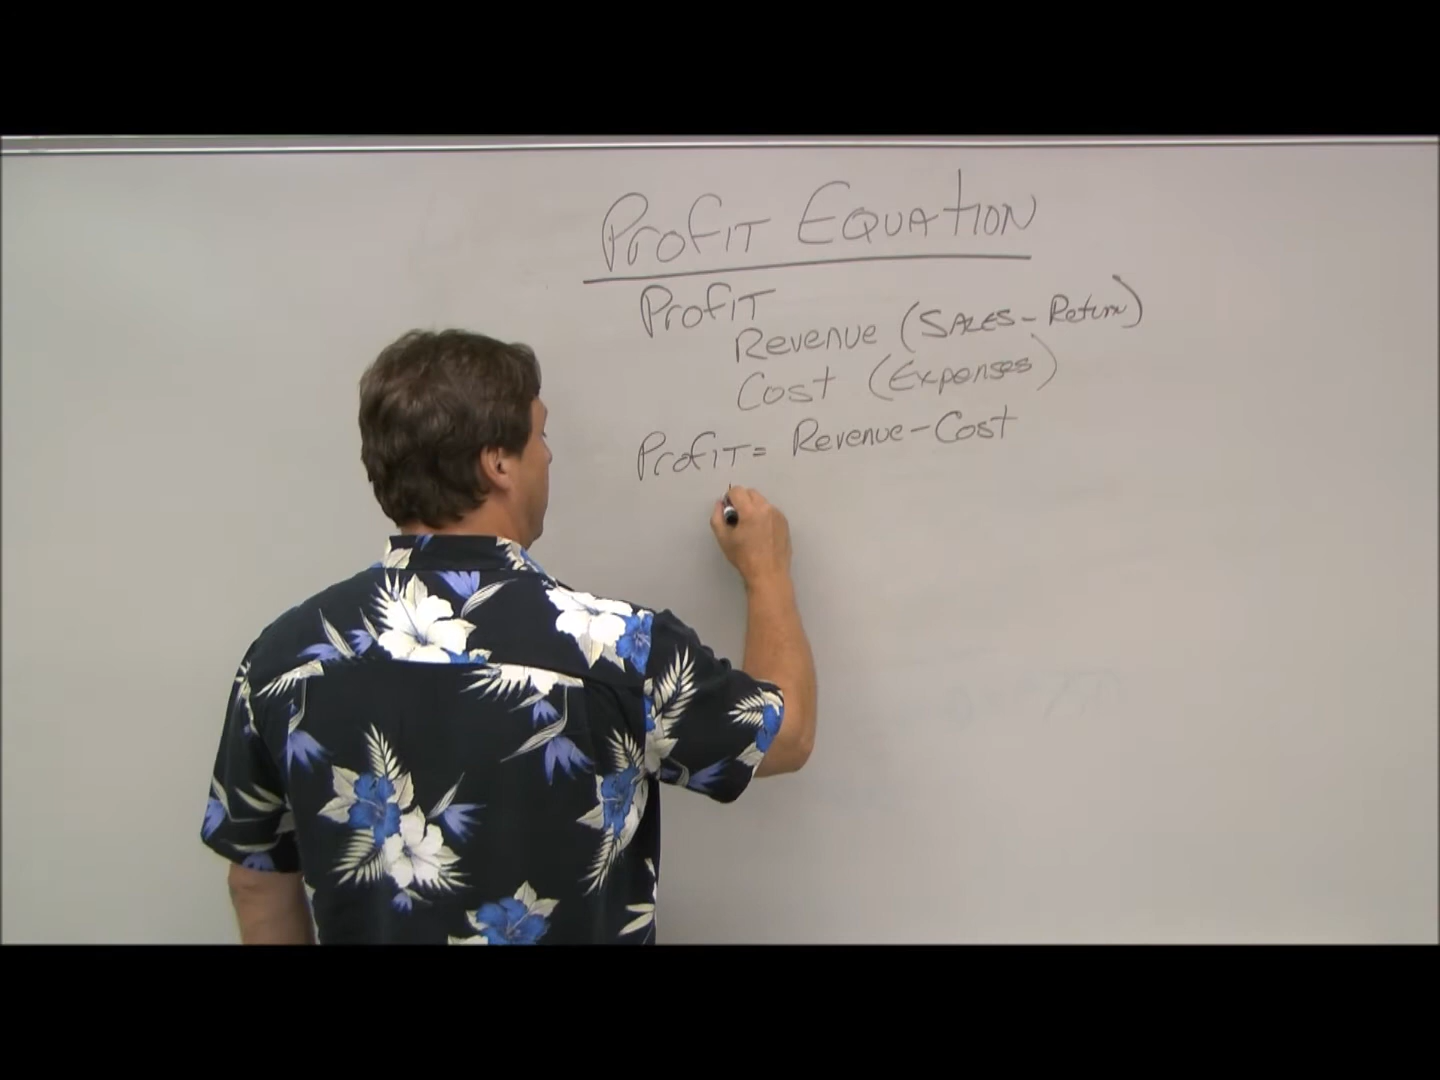 Profit Equation
Profit
Revenue (Sales - Return)
Cost (Expenses)
Profit = Revenue - Cost